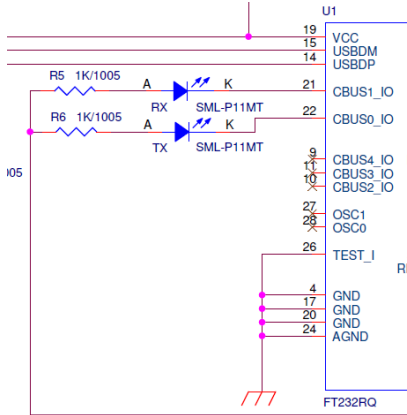 U1
19 VCC
15 USBDM
14 USBDP
R5 1K/1005 A K 21 CBUS1_IO
RX SML-P11MT
R6 1K/1005 A K 22 CBUS0_IO
TX SML-P11MT
9 CBUS4_IO
005 11 CBUS3_IO
10 CBUS2_IO
27 OSC1
28 OSC0
26 TEST_I
4 GND
17 GND
20 GND
24 AGND
FT232RQ